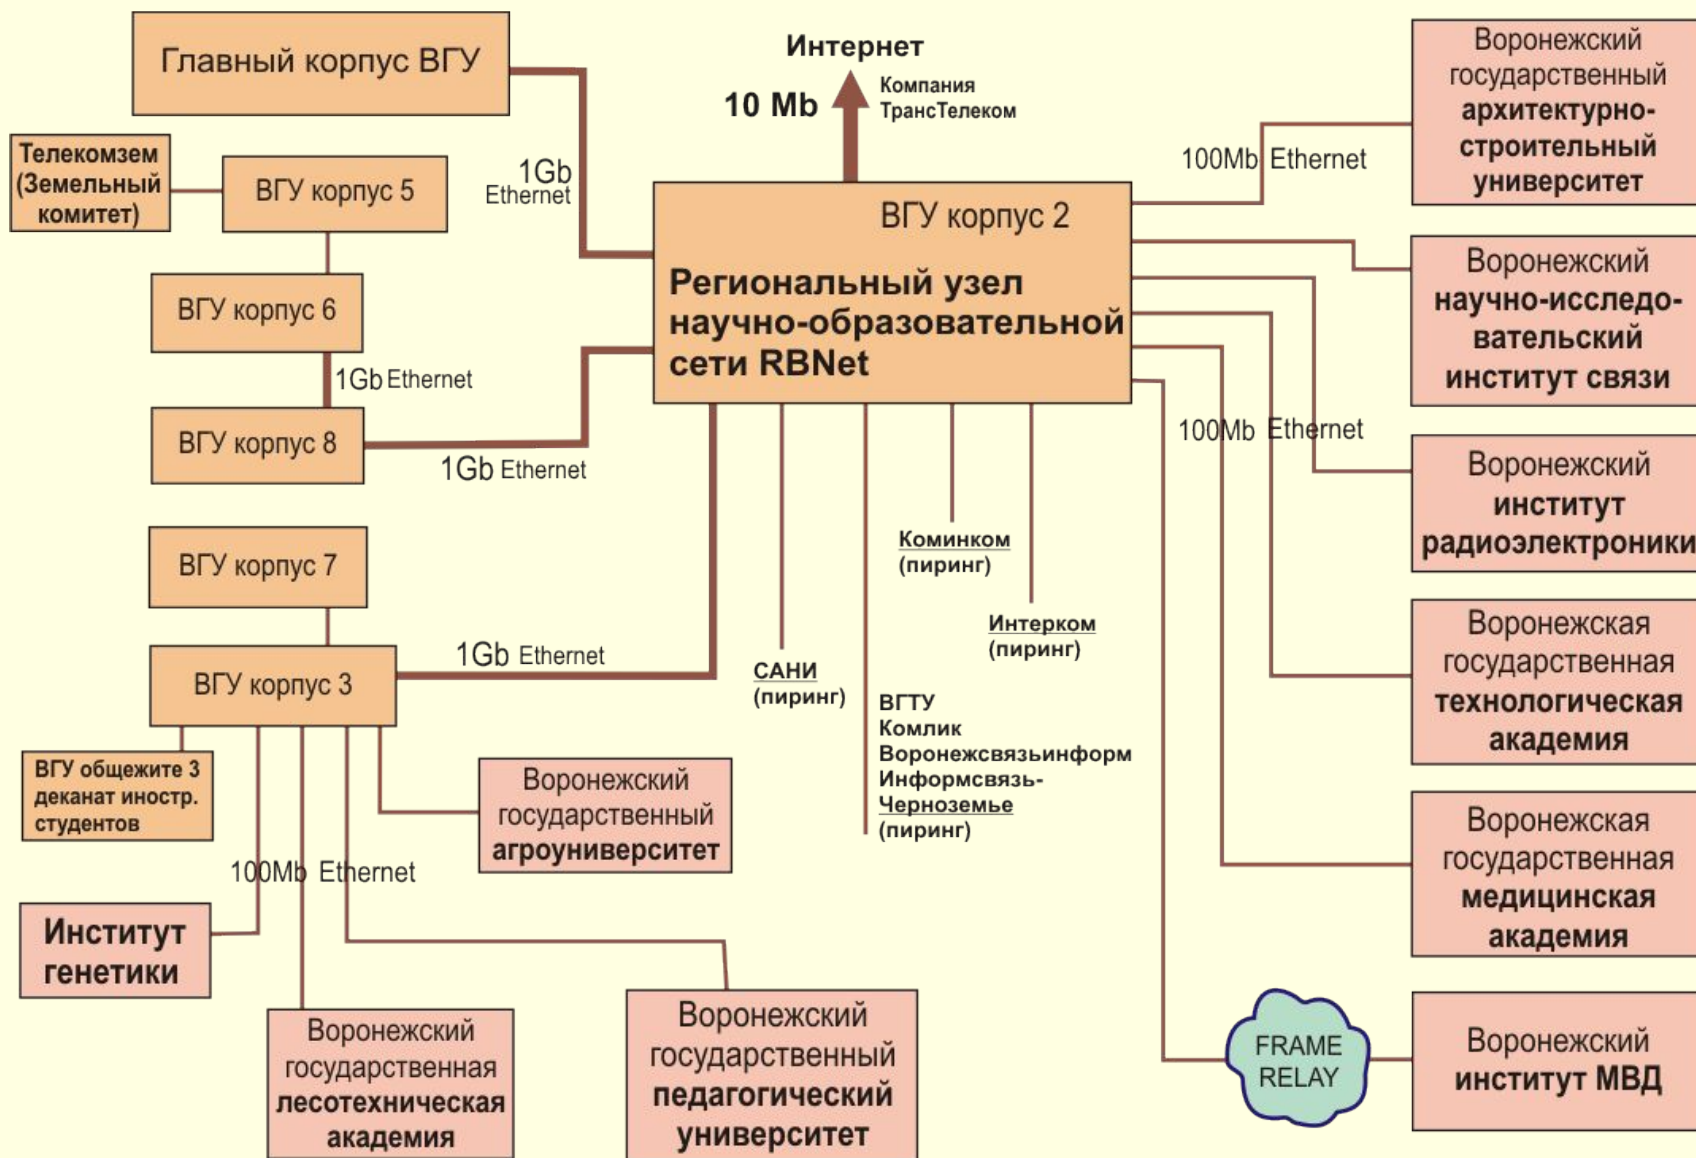 Главный корпус ВГУ
Интернет
10 Mb
Компания
ТрансТелеком
Воронежский
государственный
архитектурно-
строительный
университет
Телекомзем
(Земельный
комитет)
ВГУ корпус 5
1Gb
Ethernet
100Mb Ethernet
ВГУ корпус 2
Региональный узел
научно-образовательной
сети RBNet
Воронежский
научно-исследо-
вательский
институт связи
ВГУ корпус 6
1Gb Ethernet
ВГУ корпус 8
1Gb Ethernet
100Mb Ethernet
Воронежский
институт
радиоэлектроники
ВГУ корпус 7
Коминком
(пиринг)
Интерком
(пиринг)
1Gb Ethernet
ВГУ корпус 3
САНИ
(пиринг)
ВГТУ
Комлик
Воронежсвязьинформ
Информсвязь-
Черноземье
(пиринг)
Воронежская
государственная
технологическая
академия
ВГУ общежите 3
деканат иностр.
студентов
Воронежский
государственный
агроуниверситет
100Mb Ethernet
Воронежская
государственная
медицинская
академия
Институт
генетики
Воронежский
государственная
лесотехническая
академия
Воронежский
государственный
педагогический
университет
FRAME
RELAY
Воронежский
институт МВД